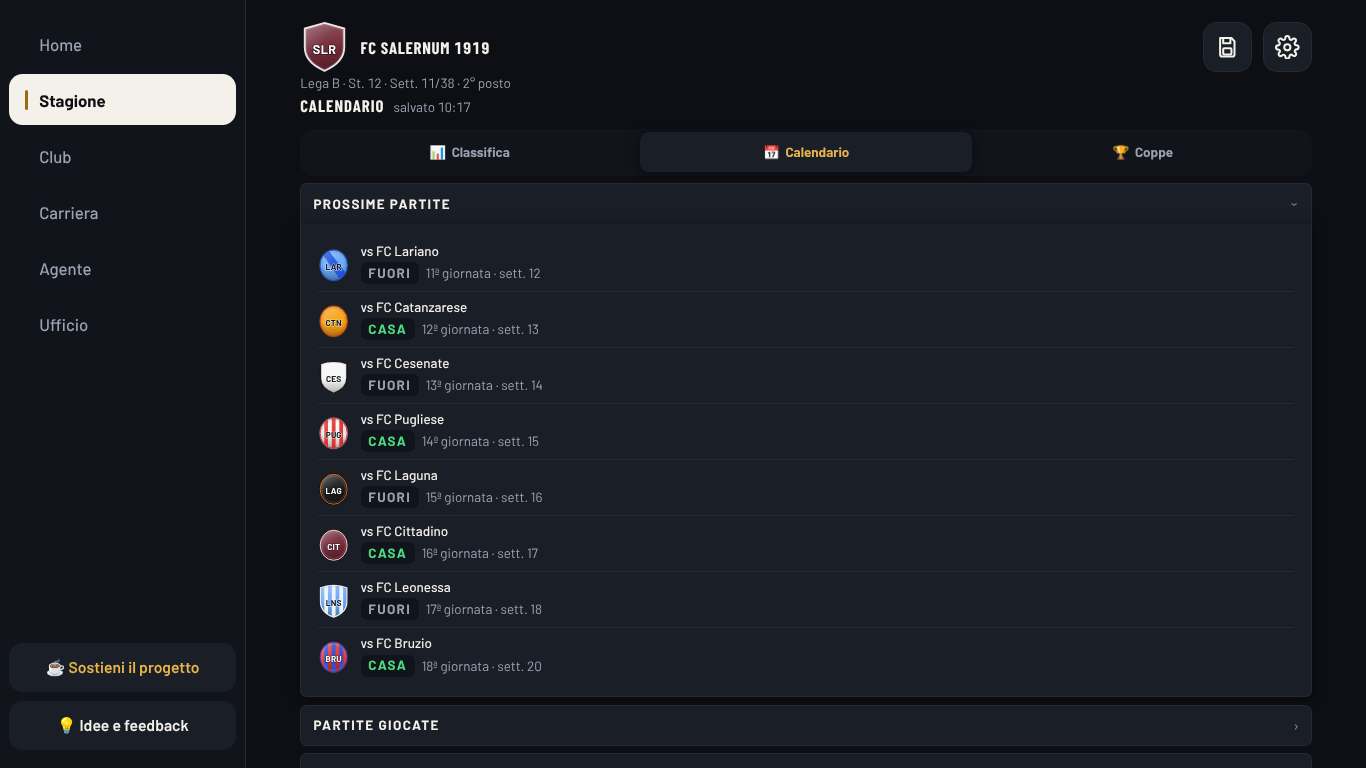 Home
Stagione
Club
Carriera
Agente
Ufficio
☕ Sostieni il progetto
💡 Idee e feedback
SLR
FC SALERNUM 1919
Lega B · St. 12 · Sett. 11/38 · 2° posto
CALENDARIO salvato 10:17
📊 Classifica
📅 Calendario
🏆 Coppe
PROSSIME PARTITE
LAR
vs FC Lariano
FUORI 11ª giornata · sett. 12
CTN
vs FC Catanzarese
CASA 12ª giornata · sett. 13
CES
vs FC Cesenate
FUORI 13ª giornata · sett. 14
PUG
vs FC Pugliese
CASA 14ª giornata · sett. 15
LAG
vs FC Laguna
FUORI 15ª giornata · sett. 16
CIT
vs FC Cittadino
CASA 16ª giornata · sett. 17
LNS
vs FC Leonessa
FUORI 17ª giornata · sett. 18
BRU
vs FC Bruzio
CASA 18ª giornata · sett. 20
PARTITE GIOCATE